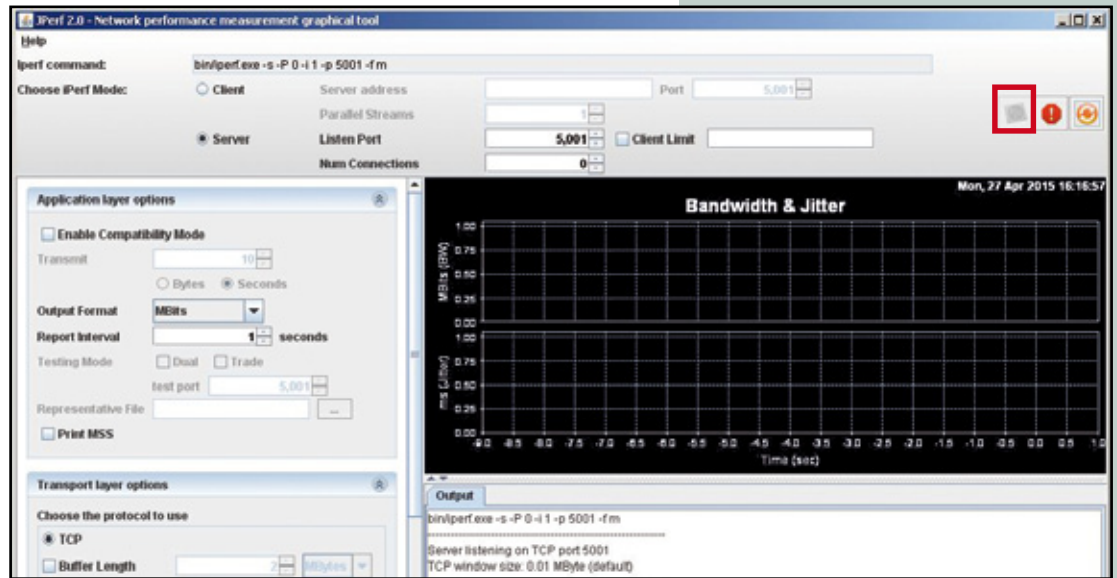 JPerf 2.0 - Network performance measurement graphical tool
Help
Iperf command: bin/iperf.exe -s -P 0 -i 1 -p 5001 -f m
Choose iPerf Mode: Client Server address Port 5,001
Parallel Streams 1
Server Listen Port 5,001 Client Limit
Num Connections 0
Application layer options
Enable Compatibility Mode
Transmit 10
Bytes Seconds
Output Format MBits
Report Interval 1 seconds
Testing Mode Dual Trade
test port 5,001
Representative File ...
Print MSS
Transport layer options
Choose the protocol to use
TCP
Buffer Length 2 MBytes
Mon, 27 Apr 2015 16:16:57
Bandwidth & Jitter
MBits (BW)
1.00
0.75
0.50
0.25
0.00
ms (Jitter)
1.00
0.75
0.50
0.25
0.00
-9.0 -8.5 -8.0 -7.5 -7.0 -6.5 -6.0 -5.5 -5.0 -4.5 -4.0 -3.5 -3.0 -2.5 -2.0 -1.5 -1.0 -0.5 0.0 0.5 1.0
Time (sec)
Output
bin/iperf.exe -s -P 0 -i 1 -p 5001 -f m
------------------------------------------------------------
Server listening on TCP port 5001
TCP window size: 0.01 MByte (default)